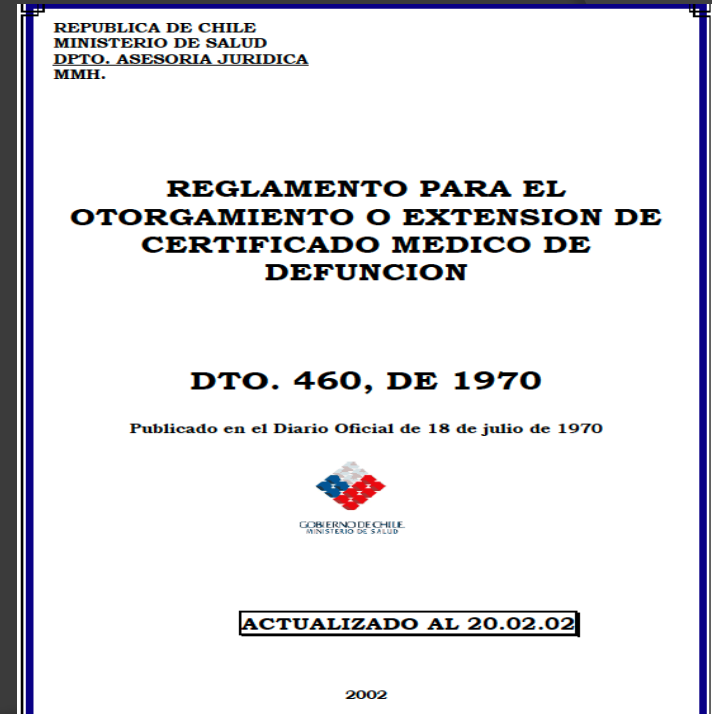 REPUBLICA DE CHILE
MINISTERIO DE SALUD
DPTO. ASESORIA JURIDICA
MMH.
REGLAMENTO PARA EL
OTORGAMIENTO O EXTENSION DE
CERTIFICADO MEDICO DE
DEFUNCION
DTO. 460, DE 1970
Publicado en el Diario Oficial de 18 de julio de 1970
GOBIERNO DE CHILE
MINISTERIO DE SALUD
ACTUALIZADO AL 20.02.02
2002